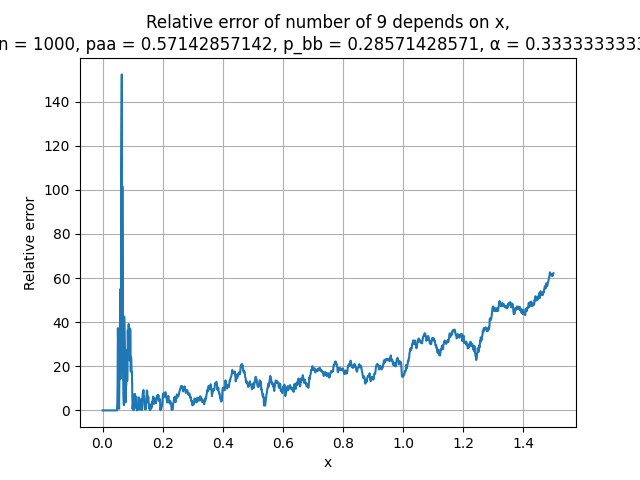 Relative error of number of 9 depends on x,
n = 1000, paa = 0.57142857142, p_bb = 0.28571428571, α = 0.3333333333
Relative error
140
120
100
80
60
40
20
0
0.0 0.2 0.4 0.6 0.8 1.0 1.2 1.4
x